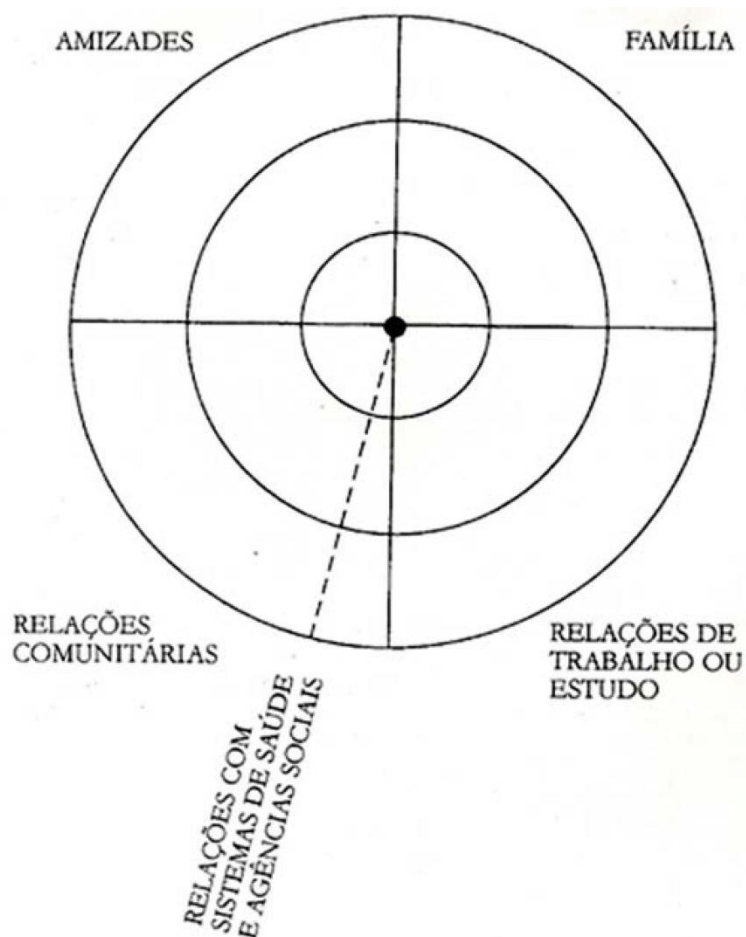 AMIZADES
FAMÍLIA
RELAÇÕES
COMUNITÁRIAS
RELAÇÕES DE
TRABALHO OU
ESTUDO
RELAÇÕES COM
SISTEMAS DE SAÚDE
E AGÊNCIAS SOCIAIS